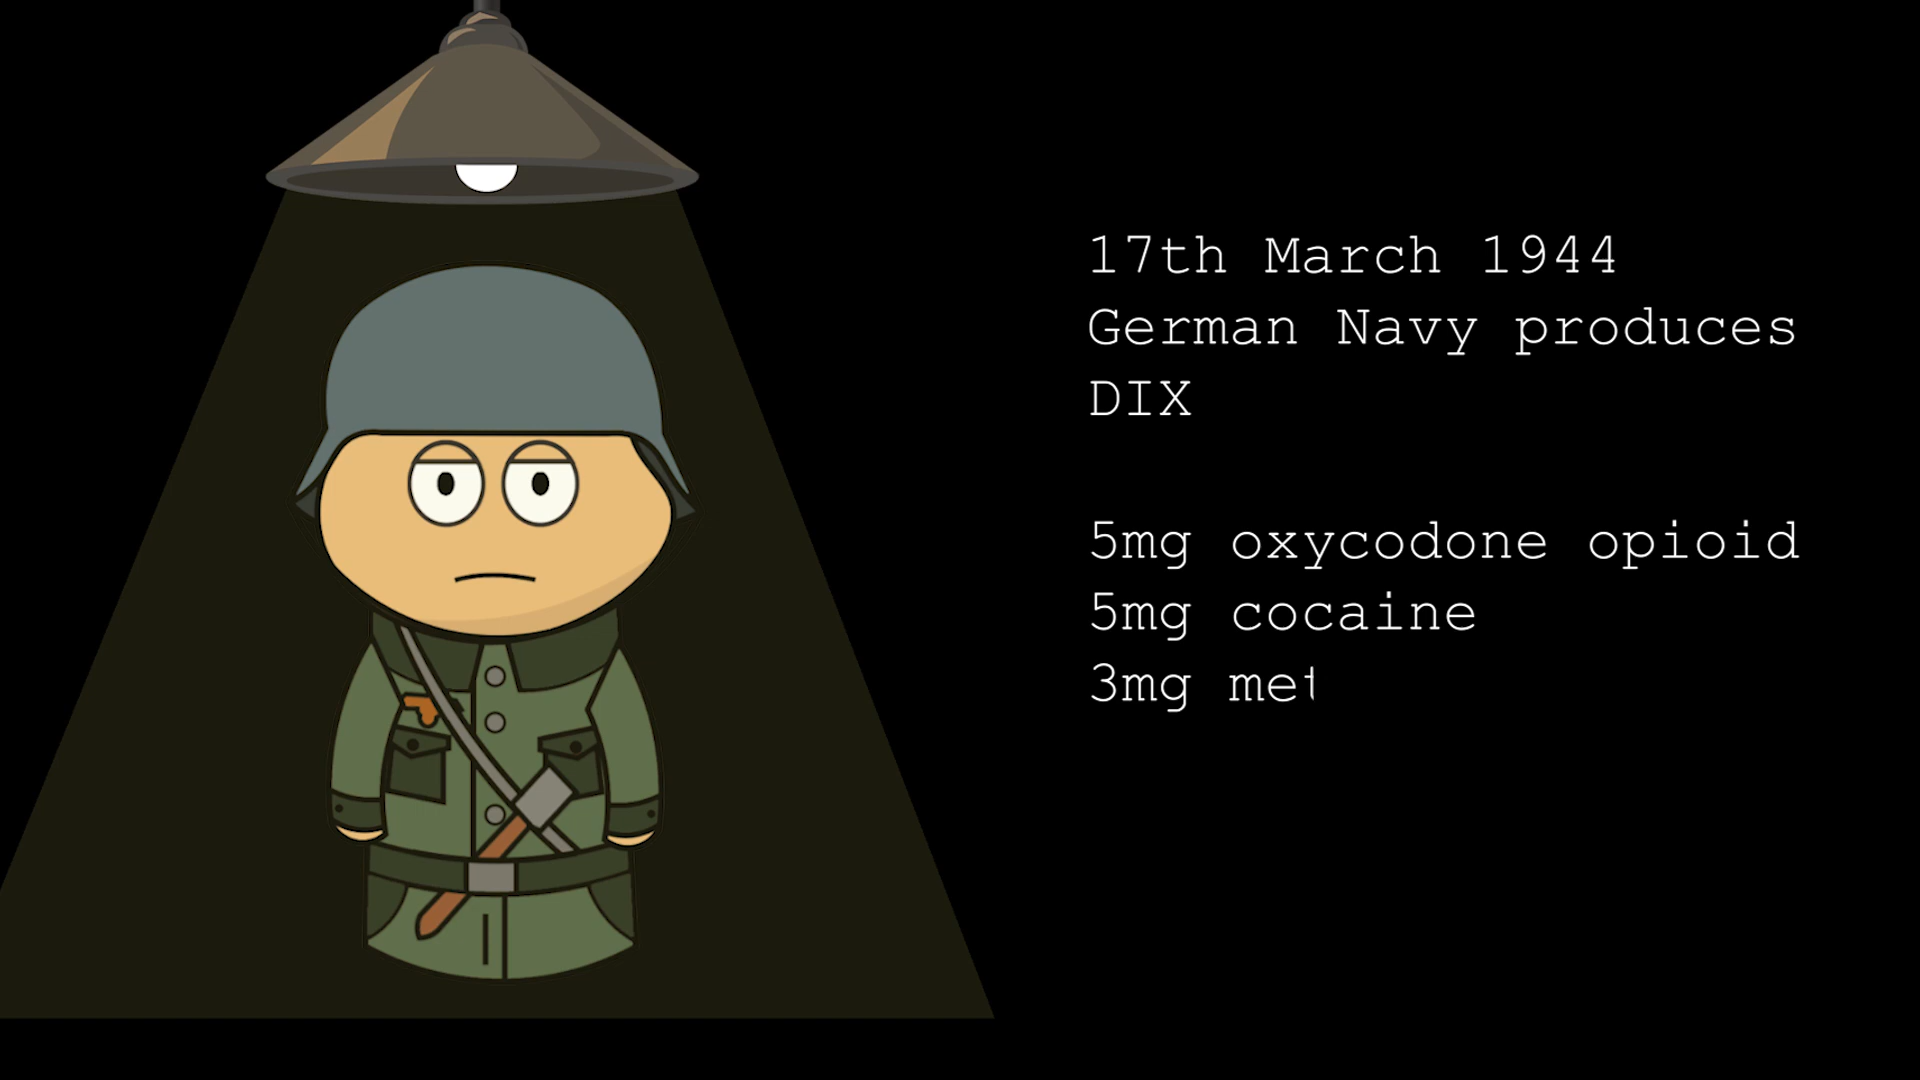 17th March 1944
German Navy produces
DIX
5mg oxycodone opioid
5mg cocaine
3mg met